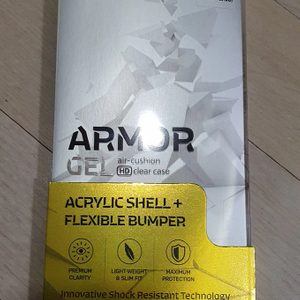 ARMOR
GEL air-cushion
HD clear case
ACRYLIC SHELL +
FLEXIBLE BUMPER
PREMIUM CLARITY
LIGHT WEIGHT & SLIM FIT
MAXIMUM PROTECTION
Innovative Shock Resistant Technology